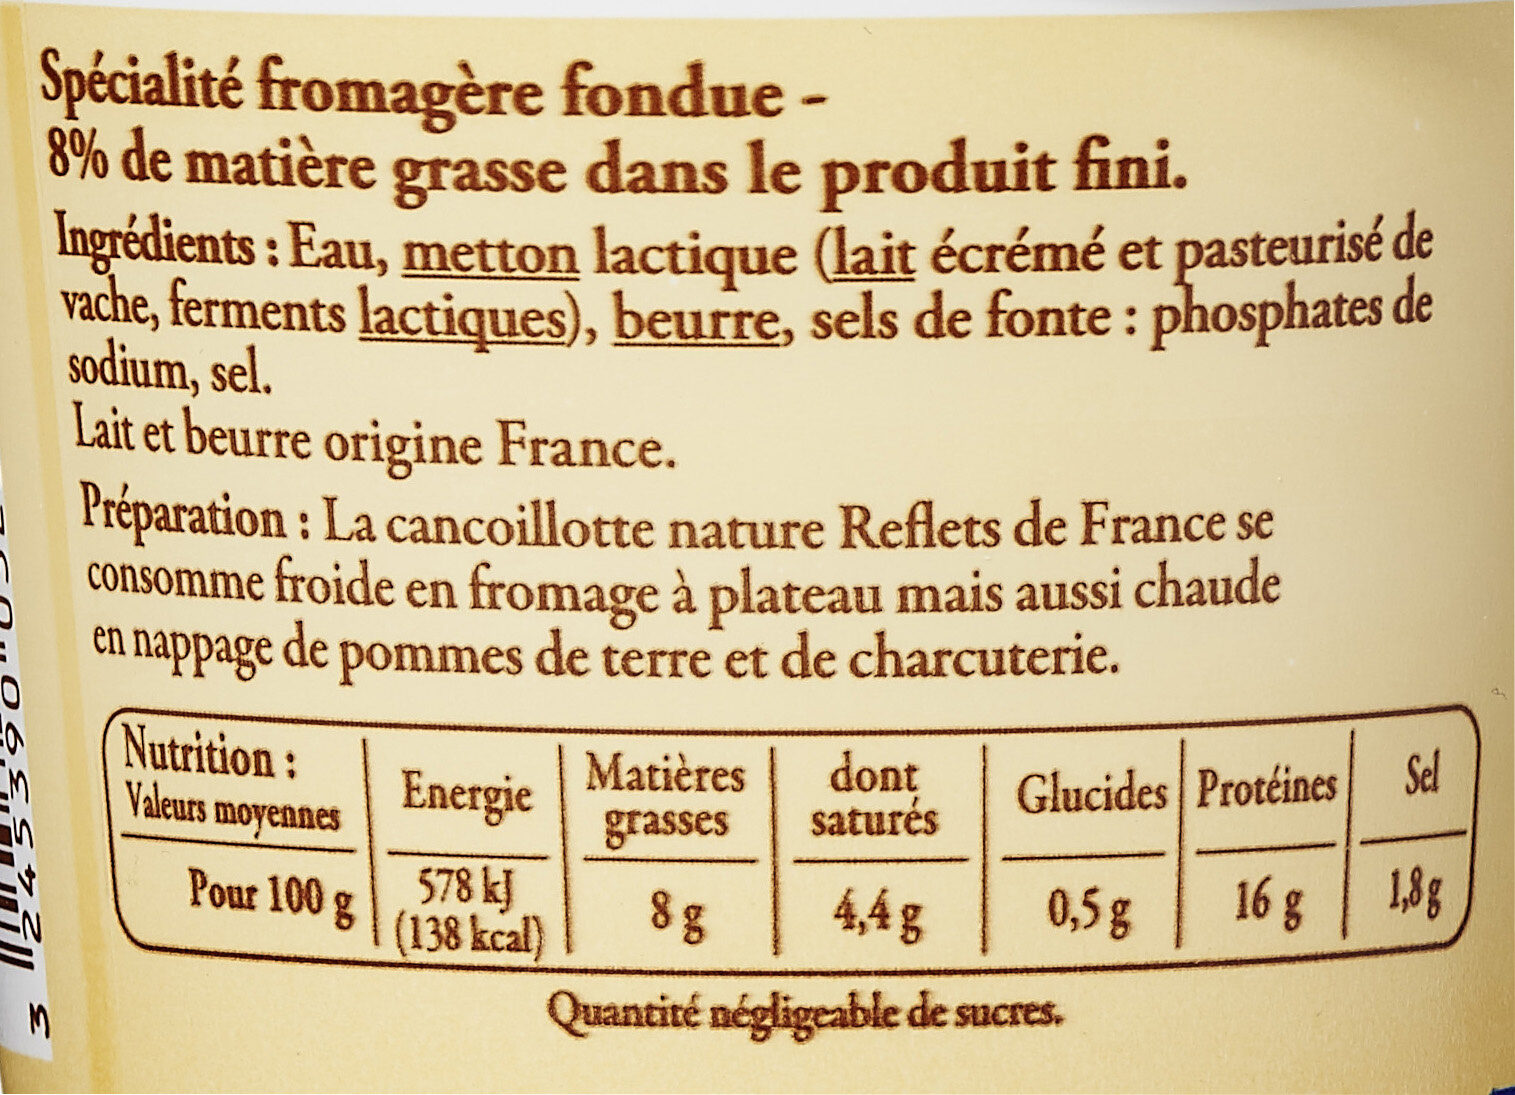 Spécialité fromagère fondue -
8% de matière grasse dans le produit fini.
Ingrédients : Eau, metton lactique (lait écrémé et pasteurisé de
vache, ferments lactiques), beurre, sels de fonte : phosphates de
sodium, sel.
Lait et beurre origine France.
Préparation : La cancoillotte nature Reflets de France se
consomme froide en fromage à plateau mais aussi chaude
en nappage de pommes de terre et de charcuterie.
Nutrition :
Valeurs moyennes
Energie
Matières
grasses
dont
saturés
Glucides
Protéines
Sel
Pour 100 g
578 kJ
(138 kcal)
8 g
4,4 g
0,5 g
16 g
1,8 g
Quantité négligeable de sucres.